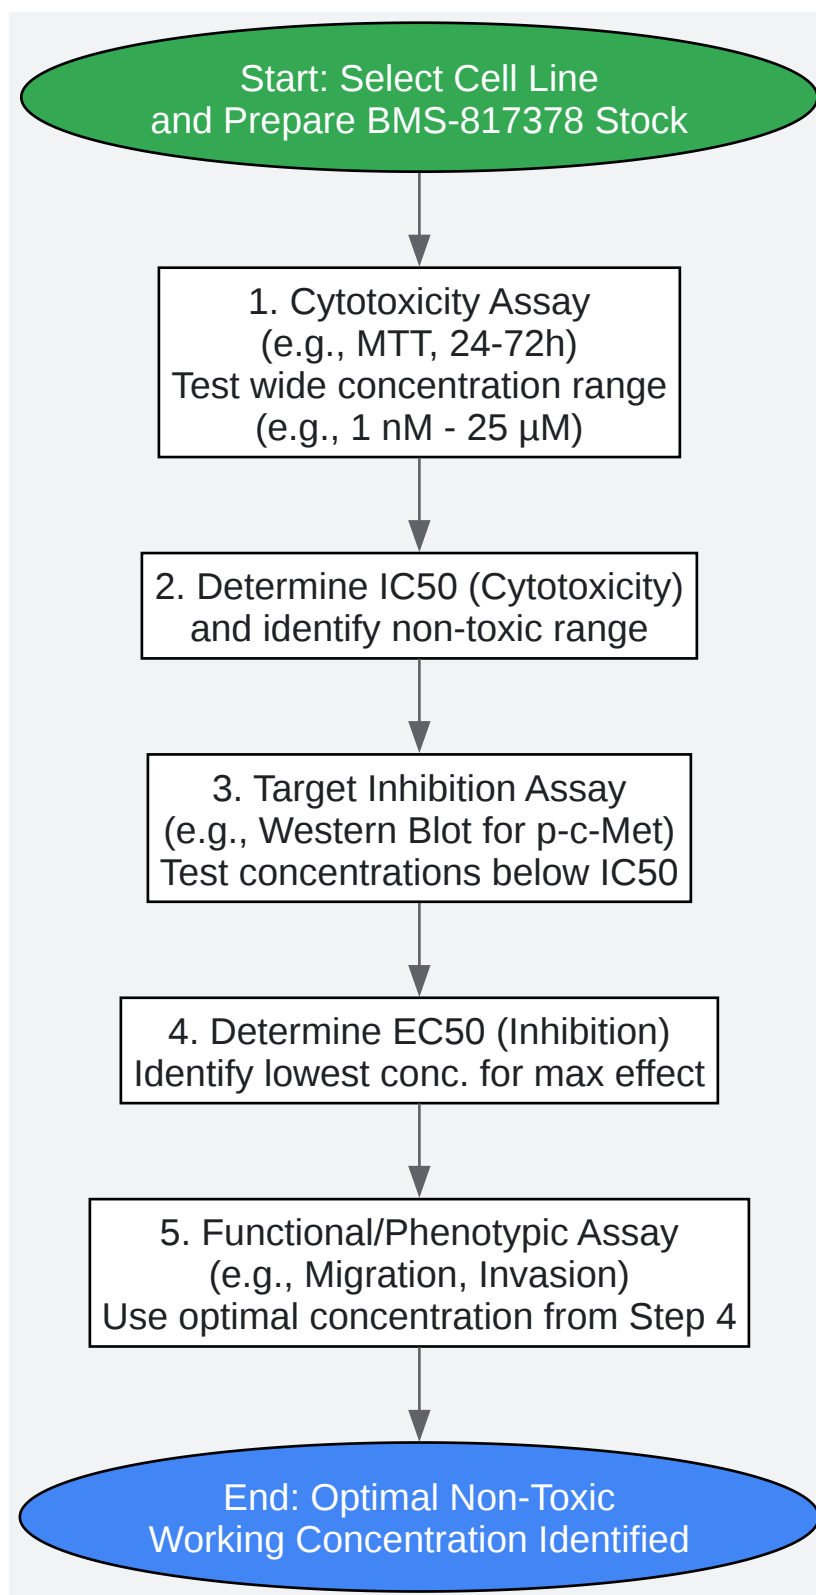 Start: Select Cell Line
and Prepare BMS-817378 Stock
1. Cytotoxicity Assay
(e.g., MTT, 24-72h)
Test wide concentration range
(e.g., 1 nM - 25 µM)
2. Determine IC50 (Cytotoxicity)
and identify non-toxic range
3. Target Inhibition Assay
(e.g., Western Blot for p-c-Met)
Test concentrations below IC50
4. Determine EC50 (Inhibition)
Identify lowest conc. for max effect
5. Functional/Phenotypic Assay
(e.g., Migration, Invasion)
Use optimal concentration from Step 4
End: Optimal Non-Toxic
Working Concentration Identified